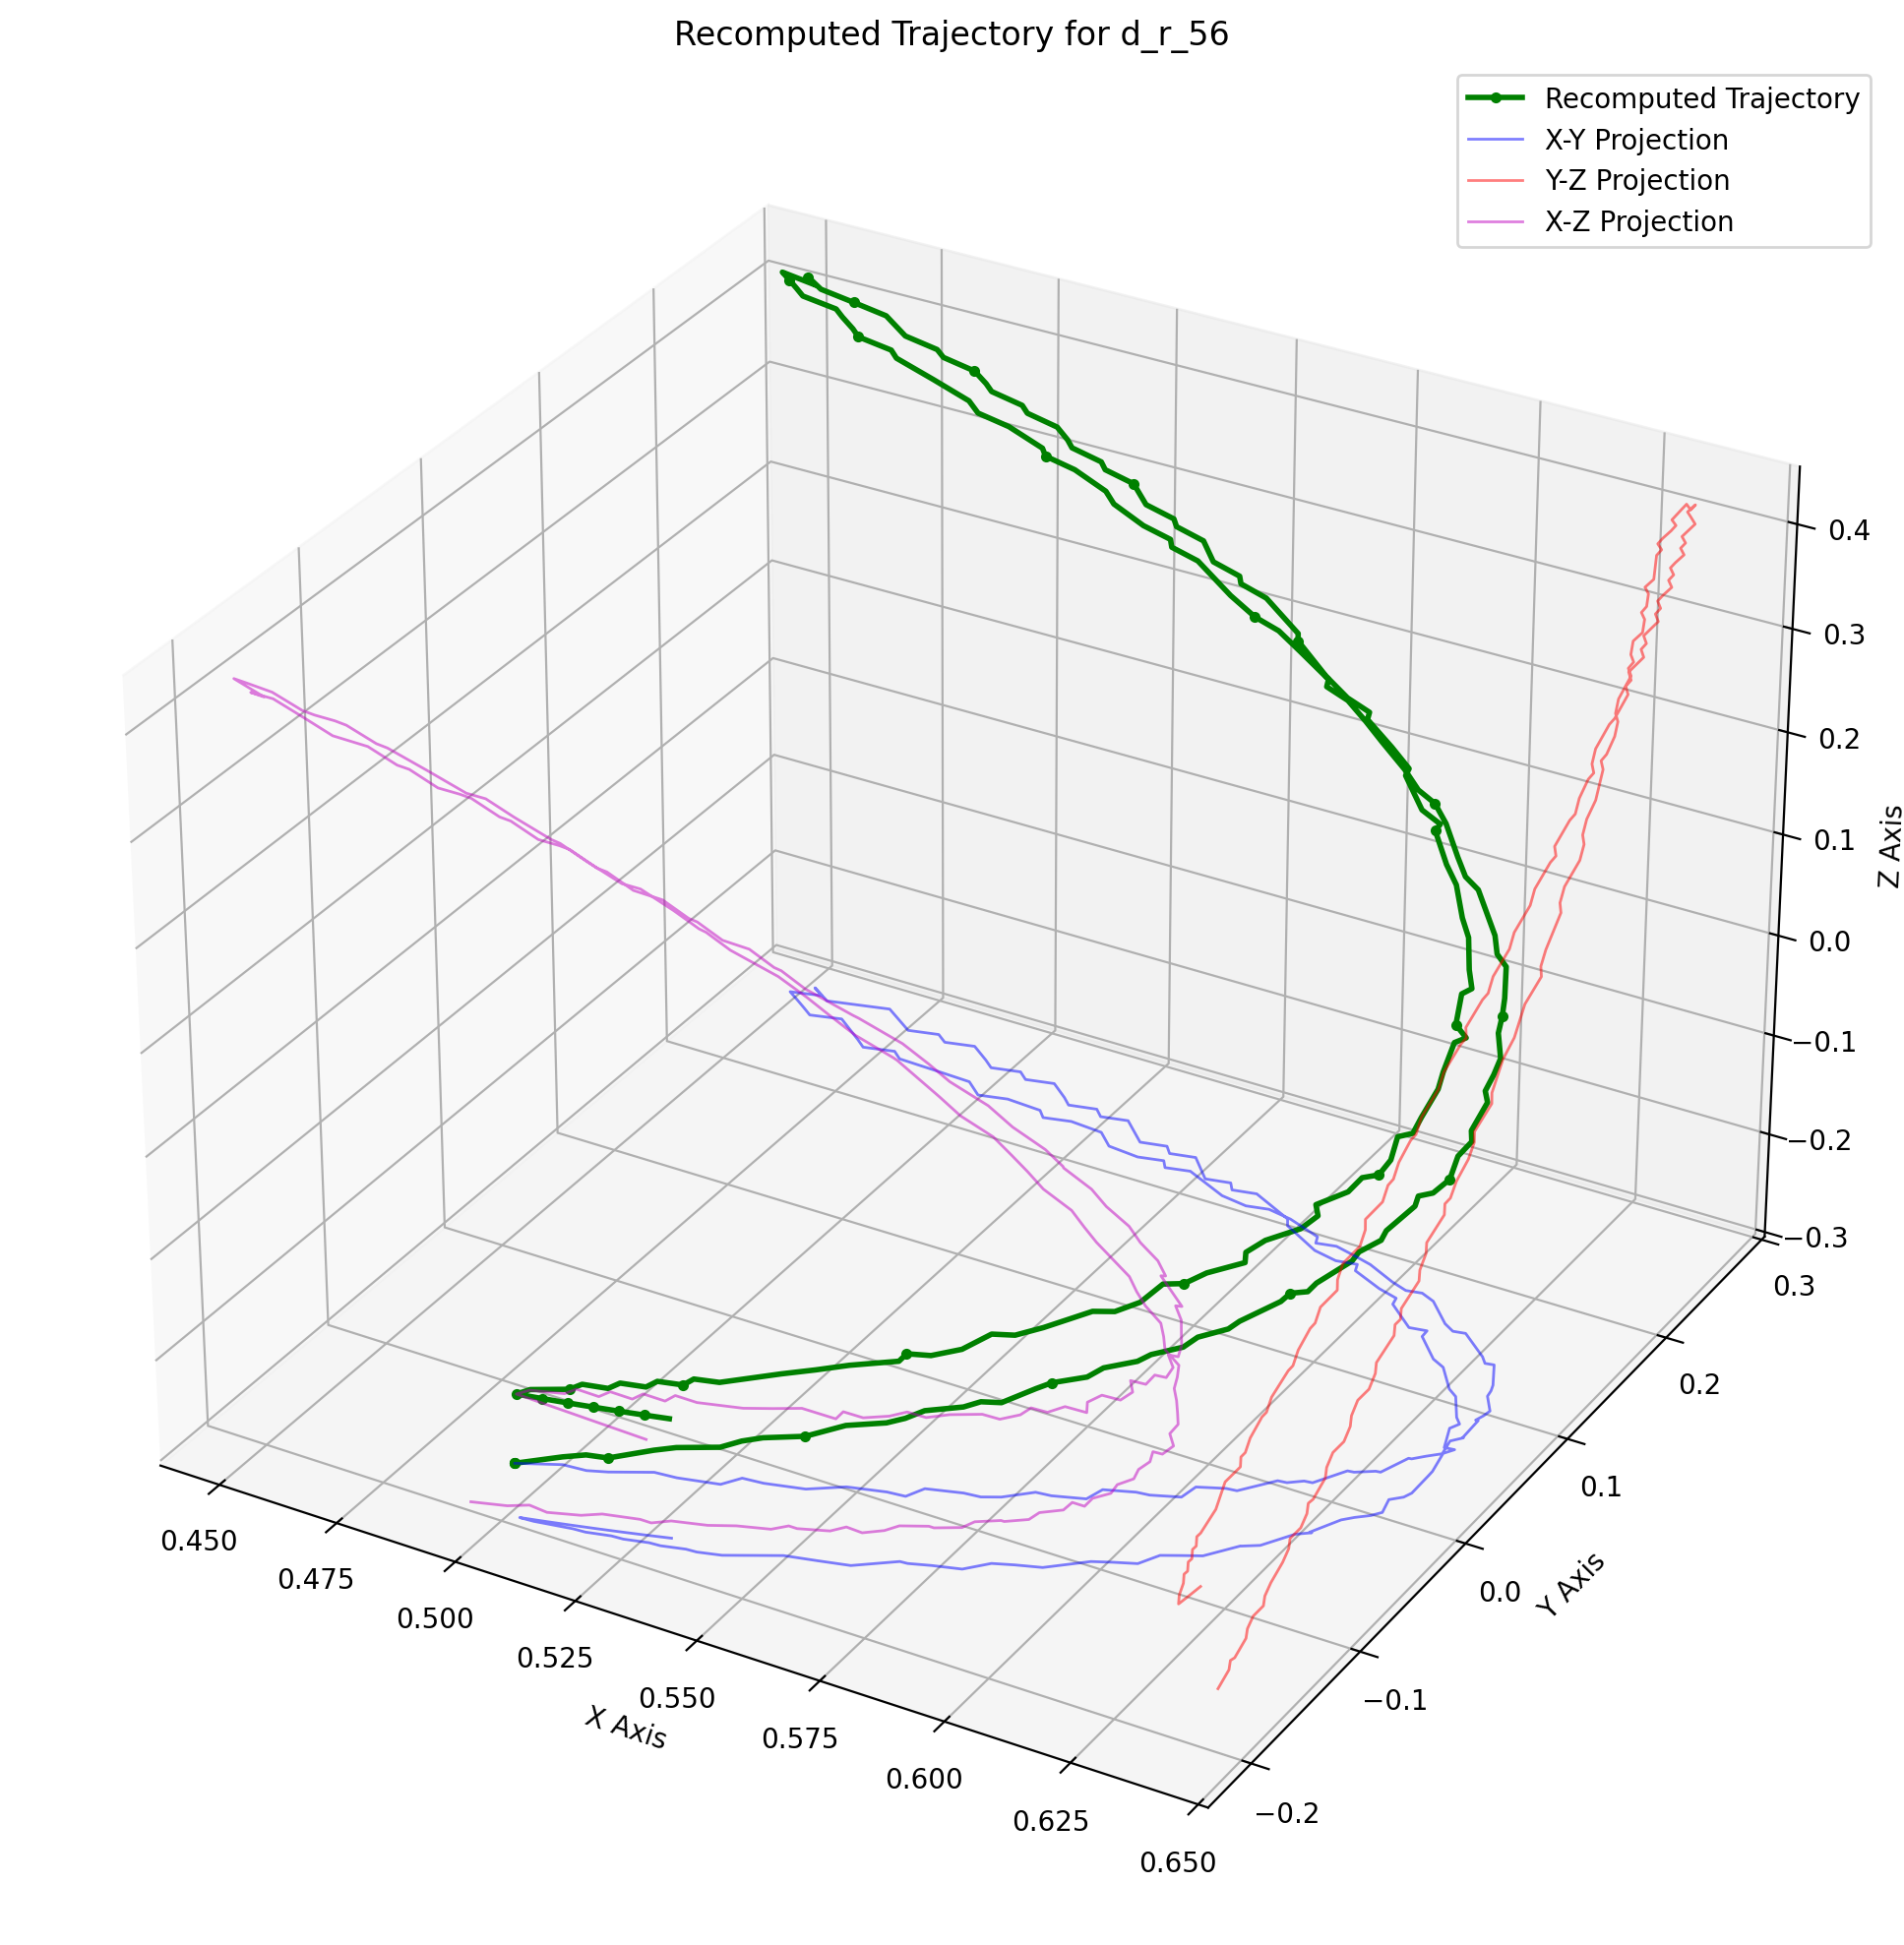 Recomputed Trajectory for d_r_56
Recomputed Trajectory
X-Y Projection
Y-Z Projection
X-Z Projection
0.4
0.3
0.2
0.1
0.0
−0.1
−0.2
−0.3
Z Axis
0.3
0.2
0.1
0.0
−0.1
−0.2
Y Axis
0.450
0.475
0.500
0.525
0.550
0.575
0.600
0.625
0.650
X Axis